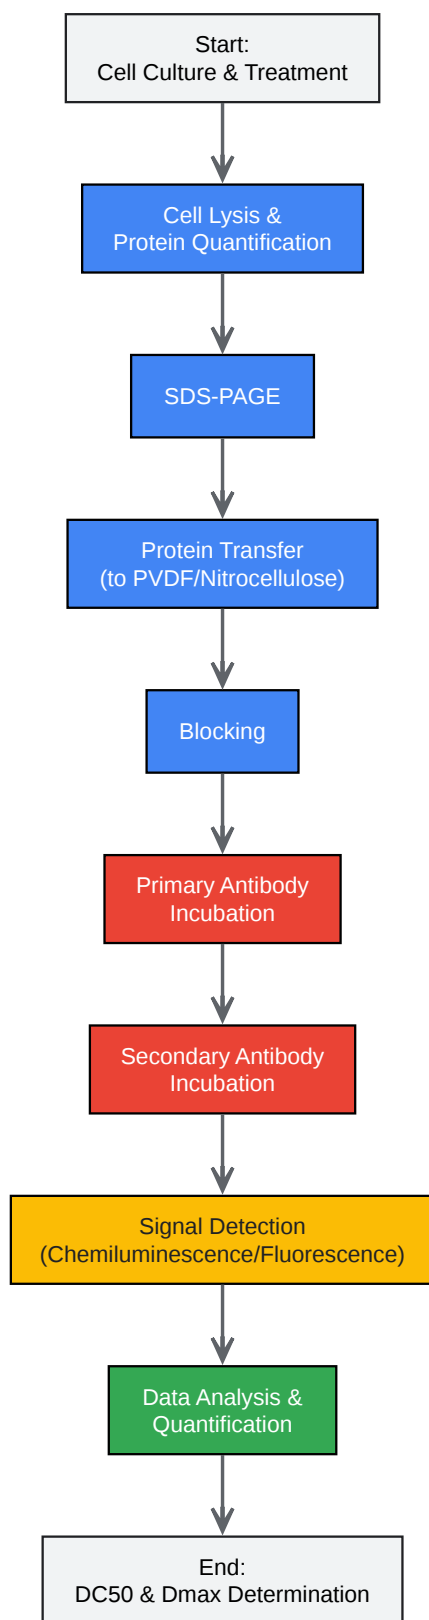 Start:
Cell Culture & Treatment
Cell Lysis &
Protein Quantification
SDS-PAGE
Protein Transfer
(to PVDF/Nitrocellulose)
Blocking
Primary Antibody
Incubation
Secondary Antibody
Incubation
Signal Detection
(Chemiluminescence/Fluorescence)
Data Analysis &
Quantification
End:
DC50 & Dmax Determination